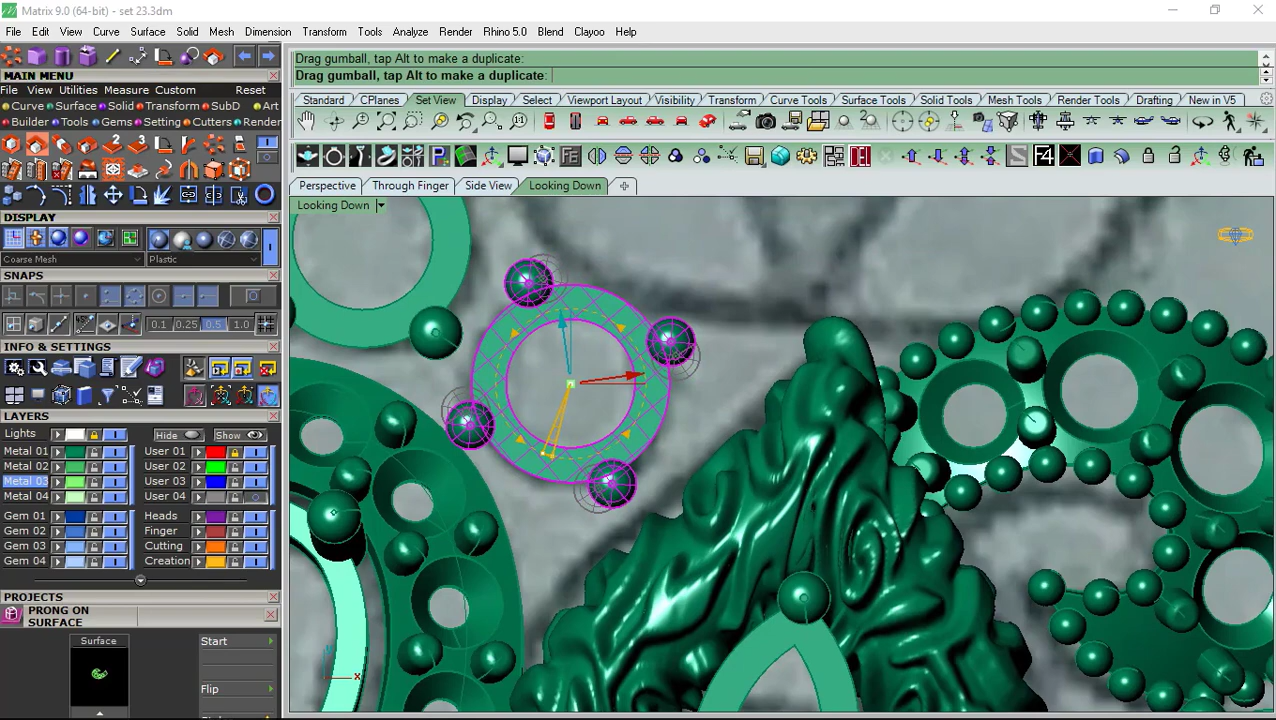 Matrix 9.0 (64-bit) - set 23.3dm
File Edit View Curve Surface Solid Mesh Dimension Transform Tools Analyze Render Rhino 5.0 Blend Clayoo Help
Drag gumball, tap Alt to make a duplicate:
Drag gumball, tap Alt to make a duplicate:
MAIN MENU
File View Utilities Measure Custom Reset
Curve Surface Solid Transform SubD Art
Builder Tools Gems Setting Cutters Render
Standard CPlanes Set View Display Select Viewport Layout Visibility Transform Curve Tools Surface Tools Solid Tools Mesh Tools Render Tools Drafting New in V5
Perspective Through Finger Side View Looking Down
Looking Down
DISPLAY
Coarse Mesh Plastic
SNAPS
0.1 0.25 0.5 1.0
INFO & SETTINGS
LAYERS
Lights Hide Show
Metal 01 User 01
Metal 02 User 02
Metal 03 User 03
Metal 04 User 04
Gem 01 Heads
Gem 02 Finger
Gem 03 Cutting
Gem 04 Creation
PROJECTS
PRONG ON
SURFACE
Surface Start
Flip
x